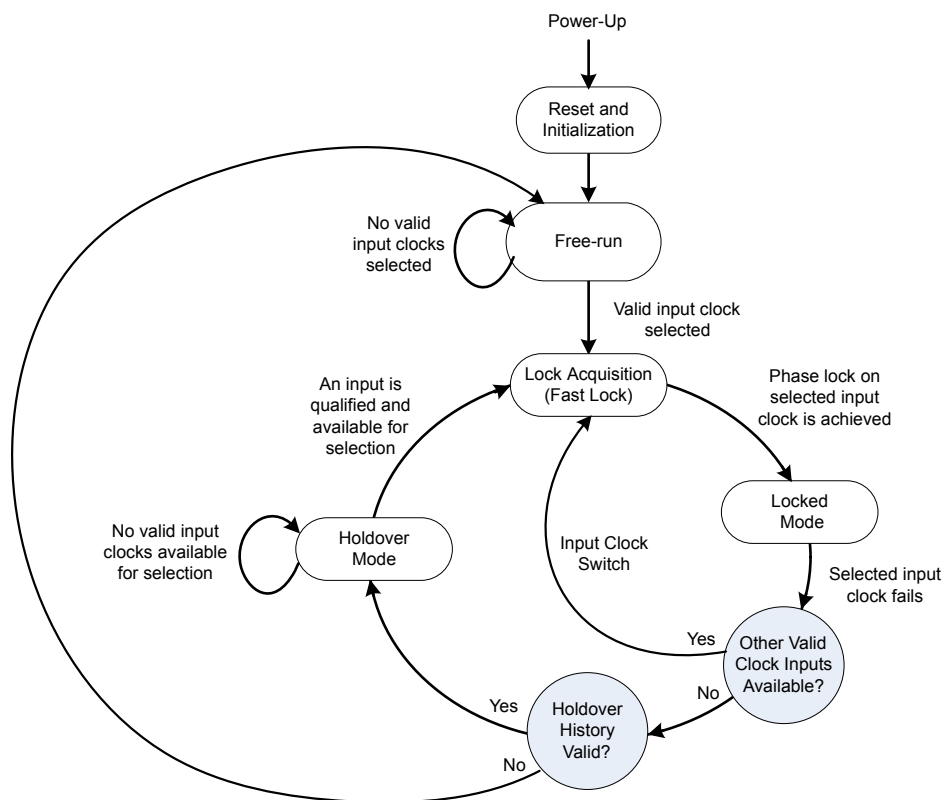 Power-Up
Reset and
Initialization
No valid
input clocks
selected
Free-run
Valid input clock
selected
An input is
qualified and
available for
selection
Lock Acquisition
(Fast Lock)
Phase lock on
selected input
clock is achieved
No valid input
clocks available
for selection
Holdover
Mode
Input Clock
Switch
Locked
Mode
Selected input
clock fails
Yes
Other Valid
Clock Inputs
Available?
No
Yes
Holdover
History
Valid?
No